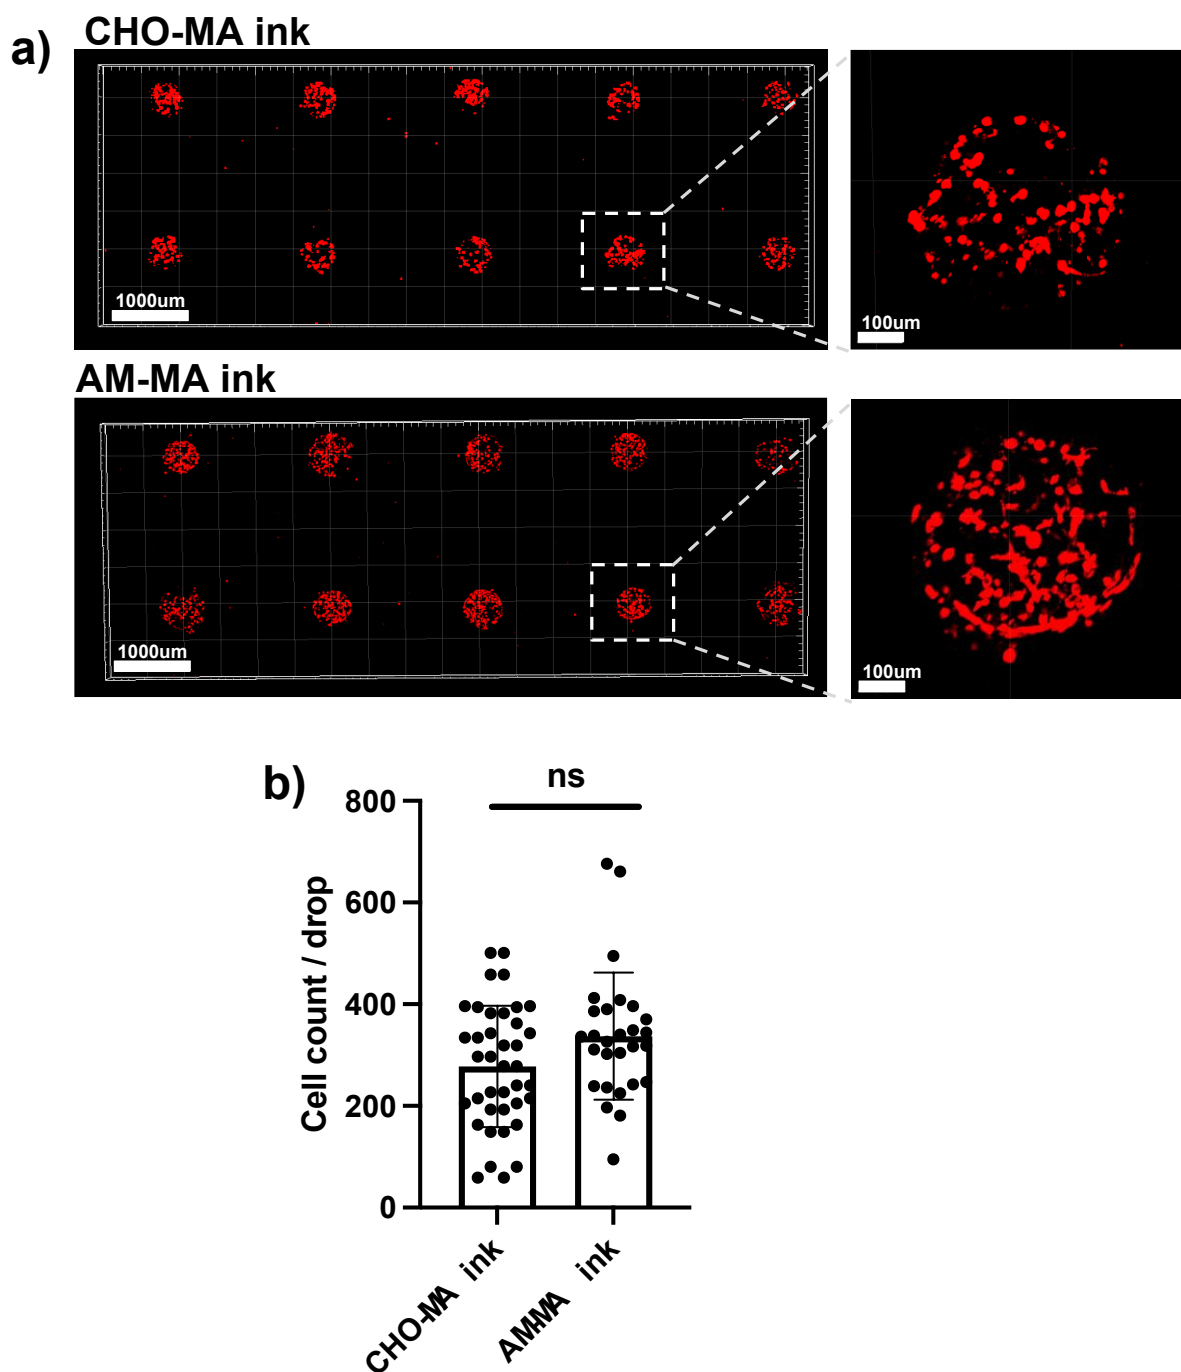 a)
CHO-MA ink
1000um
100um
AM-MA ink
1000um
100um
b)
ns
800
600
400
200
0
Cell count / drop
CHO-MA ink
AMMA ink